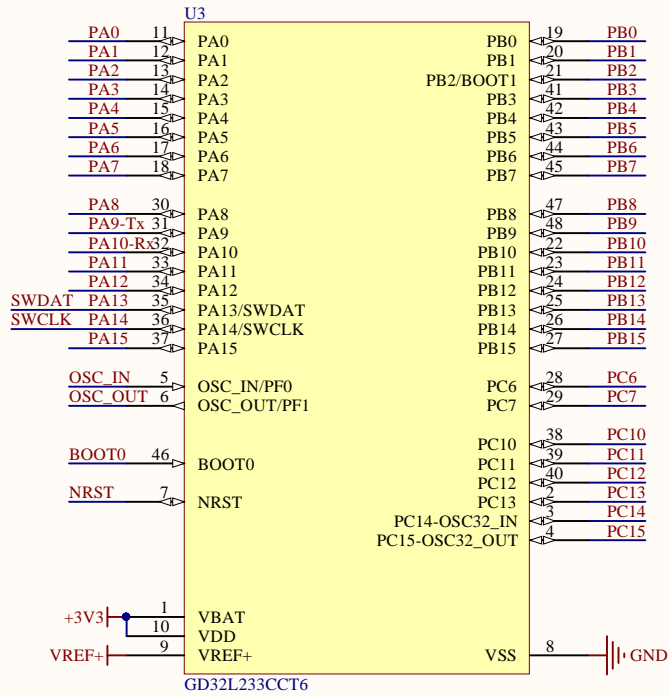 U3
PA0 11 PA0 PB0 19 PB0
PA1 12 PA1 PB1 20 PB1
PA2 13 PA2 PB2/BOOT1 21 PB2
PA3 14 PA3 PB3 41 PB3
PA4 15 PA4 PB4 42 PB4
PA5 16 PA5 PB5 43 PB5
PA6 17 PA6 PB6 44 PB6
PA7 18 PA7 PB7 45 PB7
PA8 30 PA8 PB8 47 PB8
PA9-Tx 31 PA9 PB9 48 PB9
PA10-Rx 32 PA10 PB10 22 PB10
PA11 33 PA11 PB11 23 PB11
PA12 34 PA12 PB12 24 PB12
SWDAT PA13 35 PA13/SWDAT PB13 25 PB13
SWCLK PA14 36 PA14/SWCLK PB14 26 PB14
PA15 37 PA15 PB15 27 PB15
OSC_IN 5 OSC_IN/PF0 PC6 28 PC6
OSC_OUT 6 OSC_OUT/PF1 PC7 29 PC7
PC10 38 PC10
BOOT0 46 BOOT0 PC11 39 PC11
PC12 40 PC12
NRST 7 NRST PC13 2 PC13
PC14-OSC32_IN 3 PC14
PC15-OSC32_OUT 4 PC15
+3V3 1 VBAT
10 VDD
VREF+ 9 VREF+ VSS 8 GND
GD32L233CCT6